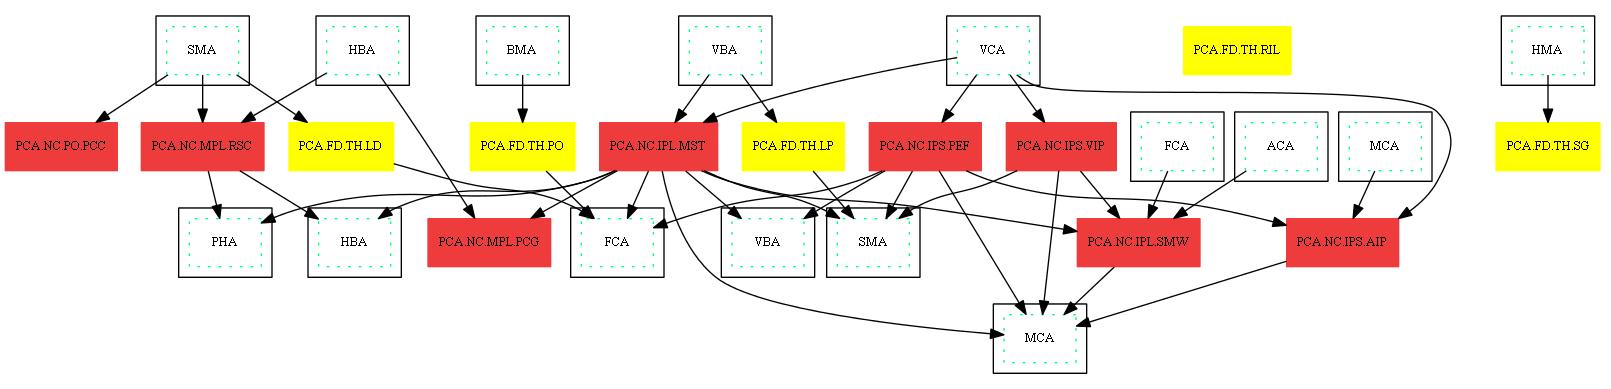 SMA
HBA
BMA
VBA
VCA
PCA.FD.TH.RIL
HMA
PCA.NC.PO.PCC
PCA.NC.MPL.RSC
PCA.FD.TH.LD
PCA.FD.TH.PO
PCA.NC.IPL.MST
PCA.FD.TH.LP
PCA.NC.IPS.PEF
PCA.NC.IPS.VIP
FCA
ACA
MCA
PCA.FD.TH.SG
PHA
HBA
PCA.NC.MPL.PCG
FCA
VBA
SMA
PCA.NC.IPL.SMW
PCA.NC.IPS.AIP
MCA